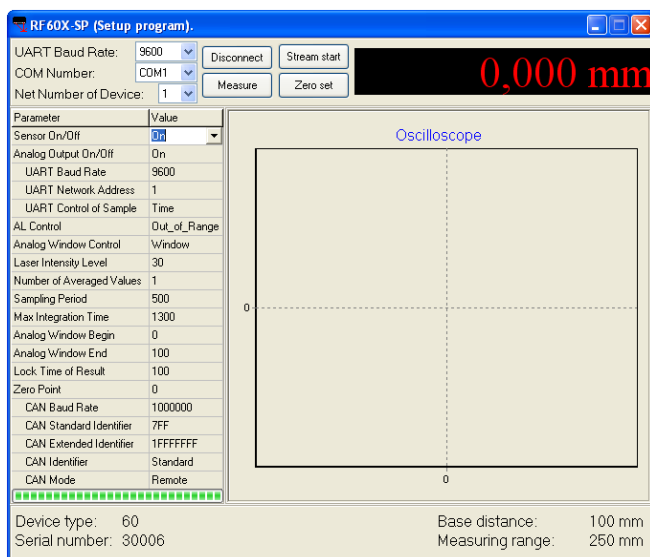 RF60X-SP (Setup program).
UART Baud Rate: 9600 Disconnect Stream start
COM Number: COM1
Net Number of Device: 1 Measure Zero set
0,000 mm
Parameter Value
Sensor On/Off On
Analog Output On/Off On
UART Baud Rate 9600
UART Network Address 1
UART Control of Sample Time
AL Control Out_of_Range
Analog Window Control Window
Laser Intensity Level 30
Number of Averaged Values 1
Sampling Period 500
Max Integration Time 1300
Analog Window Begin 0
Analog Window End 100
Lock Time of Result 100
Zero Point 0
CAN Baud Rate 1000000
CAN Standard Identifier 7FF
CAN Extended Identifier 1FFFFFFF
CAN Identifier Standard
CAN Mode Remote
Oscilloscope
0
0
Device type: 60
Serial number: 30006
Base distance: 100 mm
Measuring range: 250 mm